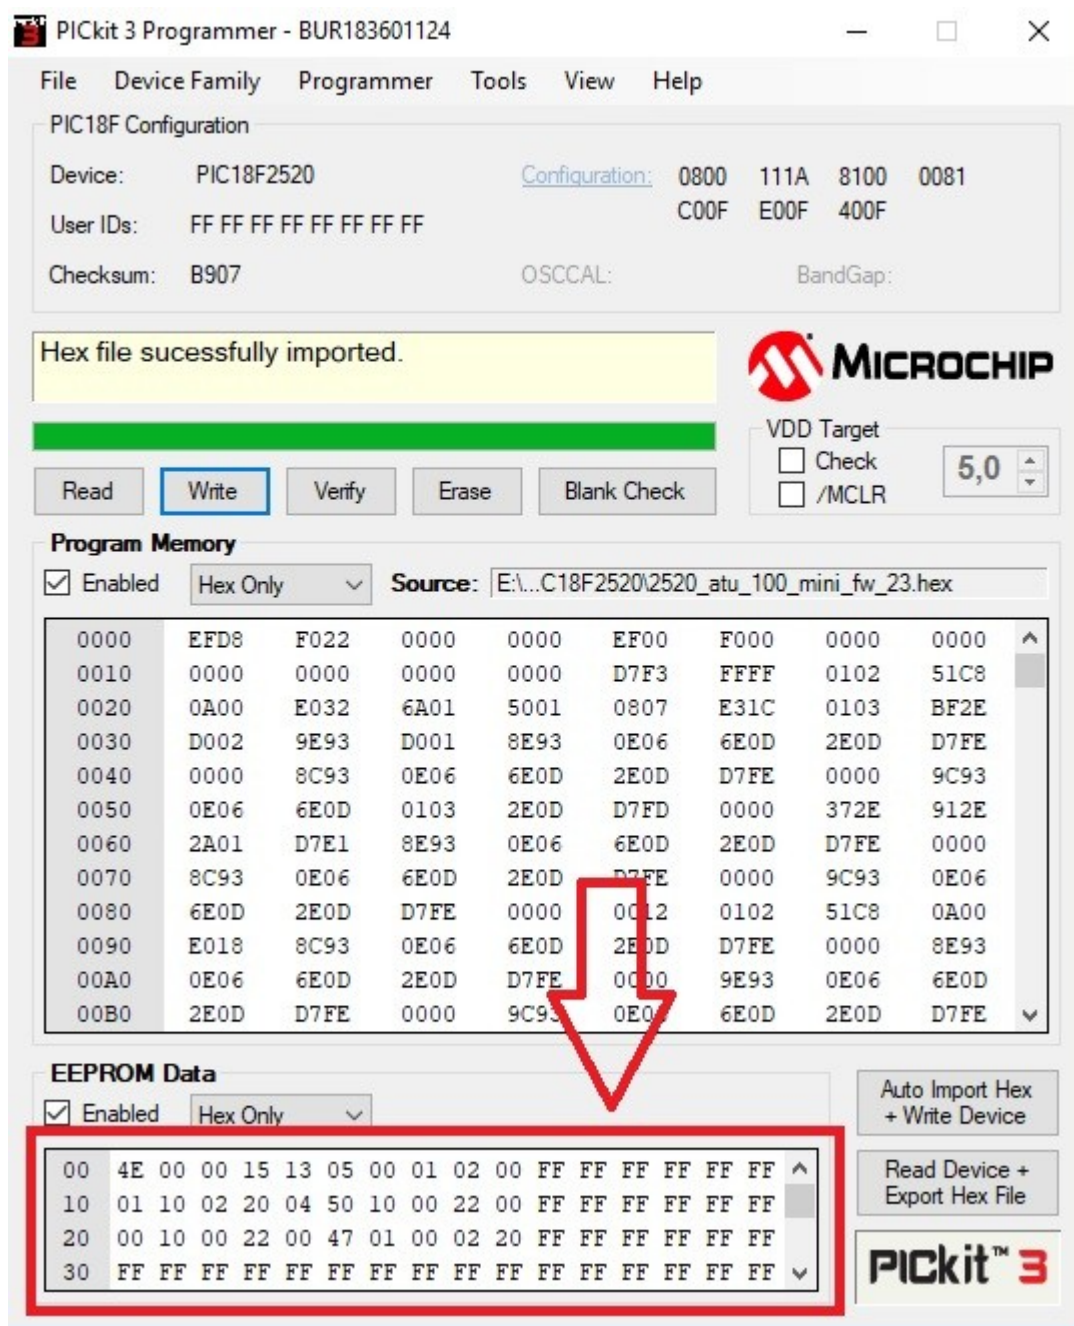 PICkit 3 Programmer - BUR183601124
File Device Family Programmer Tools View Help
PIC18F Configuration
Device: PIC18F2520 Configuration: 0800 111A 8100 0081
C00F E00F 400F
User IDs: FF FF FF FF FF FF FF FF
Checksum: B907 OSCCAL: BandGap:
Hex file sucessfully imported.
MICROCHIP
VDD Target
Check
/MCLR
5,0
Read Write Verify Erase Blank Check
Program Memory
Enabled Hex Only Source: E:\...C18F2520\2520_atu_100_mini_fw_23.hex
0000 EFD8 F022 0000 0000 EF00 F000 0000 0000
0010 0000 0000 0000 0000 D7F3 FFFF 0102 51C8
0020 0A00 E032 6A01 5001 0807 E31C 0103 BF2E
0030 D002 9E93 D001 8E93 0E06 6E0D 2E0D D7FE
0040 0000 8C93 0E06 6E0D 2E0D D7FE 0000 9C93
0050 0E06 6E0D 0103 2E0D D7FD 0000 372E 912E
0060 2A01 D7E1 8E93 0E06 6E0D 2E0D D7FE 0000
0070 8C93 0E06 6E0D 2E0D D7FE 0000 9C93 0E06
0080 6E0D 2E0D D7FE 0000 0012 0102 51C8 0A00
0090 E018 8C93 0E06 6E0D 2E0D D7FE 0000 8E93
00A0 0E06 6E0D 2E0D D7FE 0000 9E93 0E06 6E0D
00B0 2E0D D7FE 0000 9C93 0E06 6E0D 2E0D D7FE
EEPROM Data
Enabled Hex Only
Auto Import Hex
+ Write Device
00 4E 00 00 15 13 05 00 01 02 00 FF FF FF FF FF FF
10 01 10 02 20 04 50 10 00 22 00 FF FF FF FF FF FF
20 00 10 00 22 00 47 01 00 02 20 FF FF FF FF FF FF
30 FF FF FF FF FF FF FF FF FF FF FF FF FF FF FF FF
Read Device +
Export Hex File
PICkit™ 3